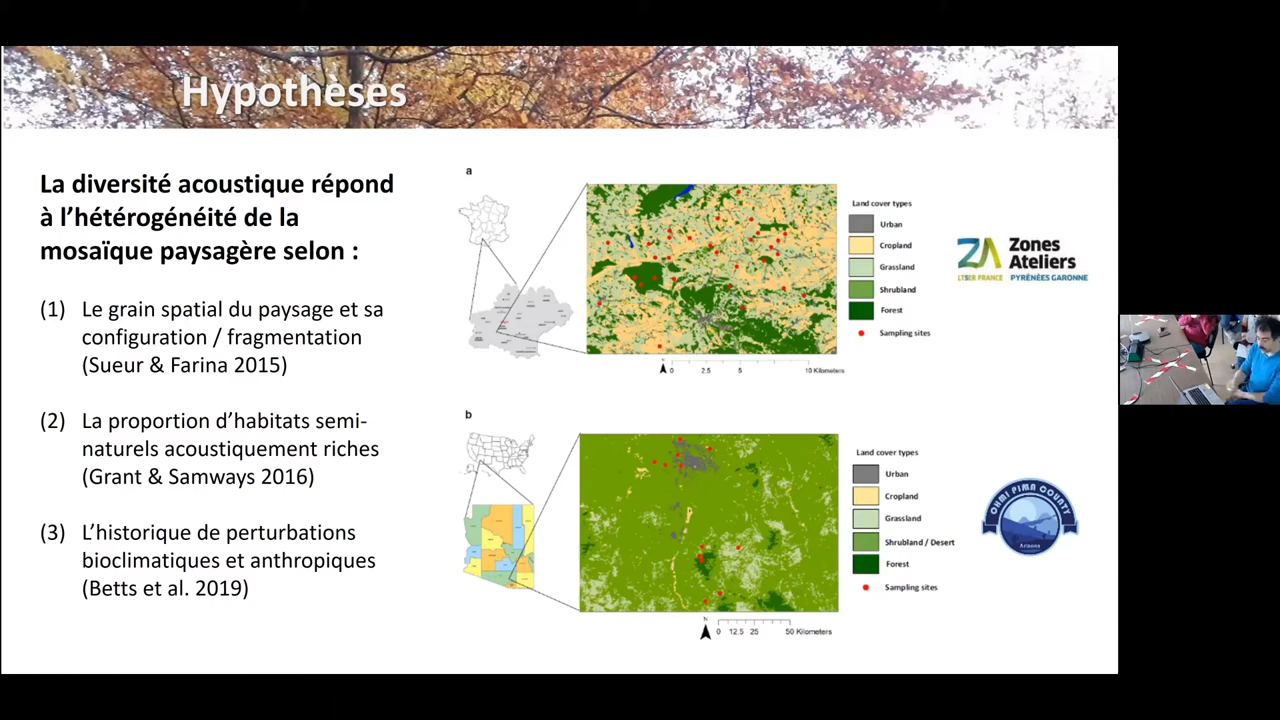 Hypothèses
La diversité acoustique répond
à l’hétérogénéité de la
mosaïque paysagère selon :
(1) Le grain spatial du paysage et sa
configuration / fragmentation
(Sueur & Farina 2015)
(2) La proportion d’habitats semi-
naturels acoustiquement riches
(Grant & Samways 2016)
(3) L’historique de perturbations
bioclimatiques et anthropiques
(Betts et al. 2019)
a
Land cover types
Urban
Cropland
Grassland
Shrubland
Forest
Sampling sites
N
0 2.5 5 10 Kilometers
ZA Zones
Ateliers
LTSER FRANCE PYRÉNÉES GARONNE
b
Land cover types
Urban
Cropland
Grassland
Shrubland / Desert
Forest
Sampling sites
N
0 12.5 25 50 Kilometers
OHMI PIMA COUNTY
Arizona